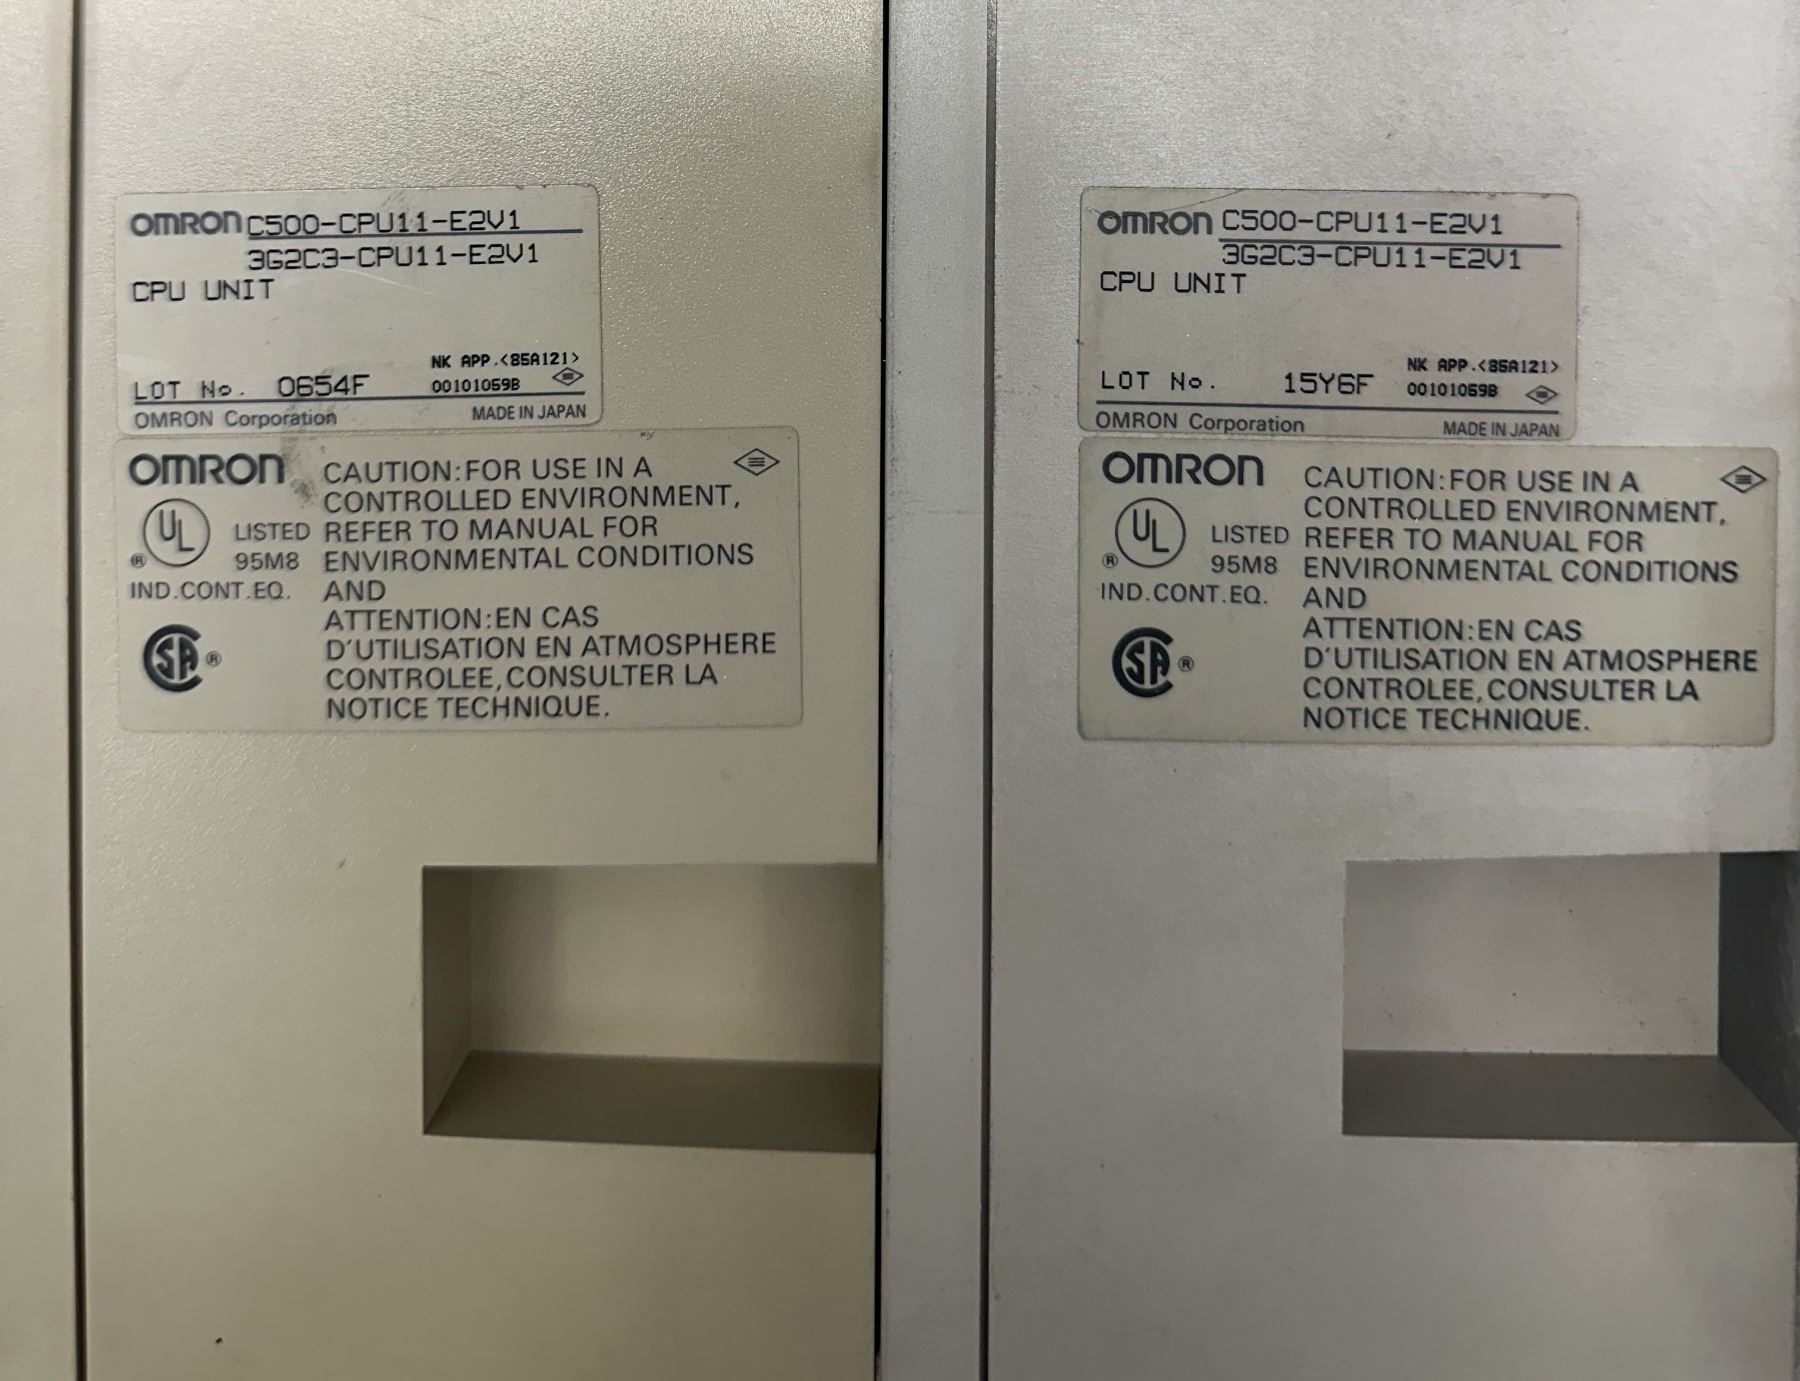 OMRON C500-CPU11-E2V1
3G2C3-CPU11-E2V1
CPU UNIT
NK APP.<85A121>
LOT No. 0654F 00101059B
OMRON Corporation MADE IN JAPAN
OMRON CAUTION:FOR USE IN A
CONTROLLED ENVIRONMENT,
UL LISTED REFER TO MANUAL FOR
® 95M8 ENVIRONMENTAL CONDITIONS
IND.CONT.EQ. AND
ATTENTION:EN CAS
SA ® D'UTILISATION EN ATMOSPHERE
CONTROLEE,CONSULTER LA
NOTICE TECHNIQUE.
OMRON C500-CPU11-E2V1
3G2C3-CPU11-E2V1
CPU UNIT
NK APP.<85A121>
LOT No. 15Y6F 00101059B
OMRON Corporation MADE IN JAPAN
OMRON CAUTION:FOR USE IN A
CONTROLLED ENVIRONMENT,
UL LISTED REFER TO MANUAL FOR
® 95M8 ENVIRONMENTAL CONDITIONS
IND.CONT.EQ. AND
ATTENTION:EN CAS
SA ® D'UTILISATION EN ATMOSPHERE
CONTROLEE,CONSULTER LA
NOTICE TECHNIQUE.